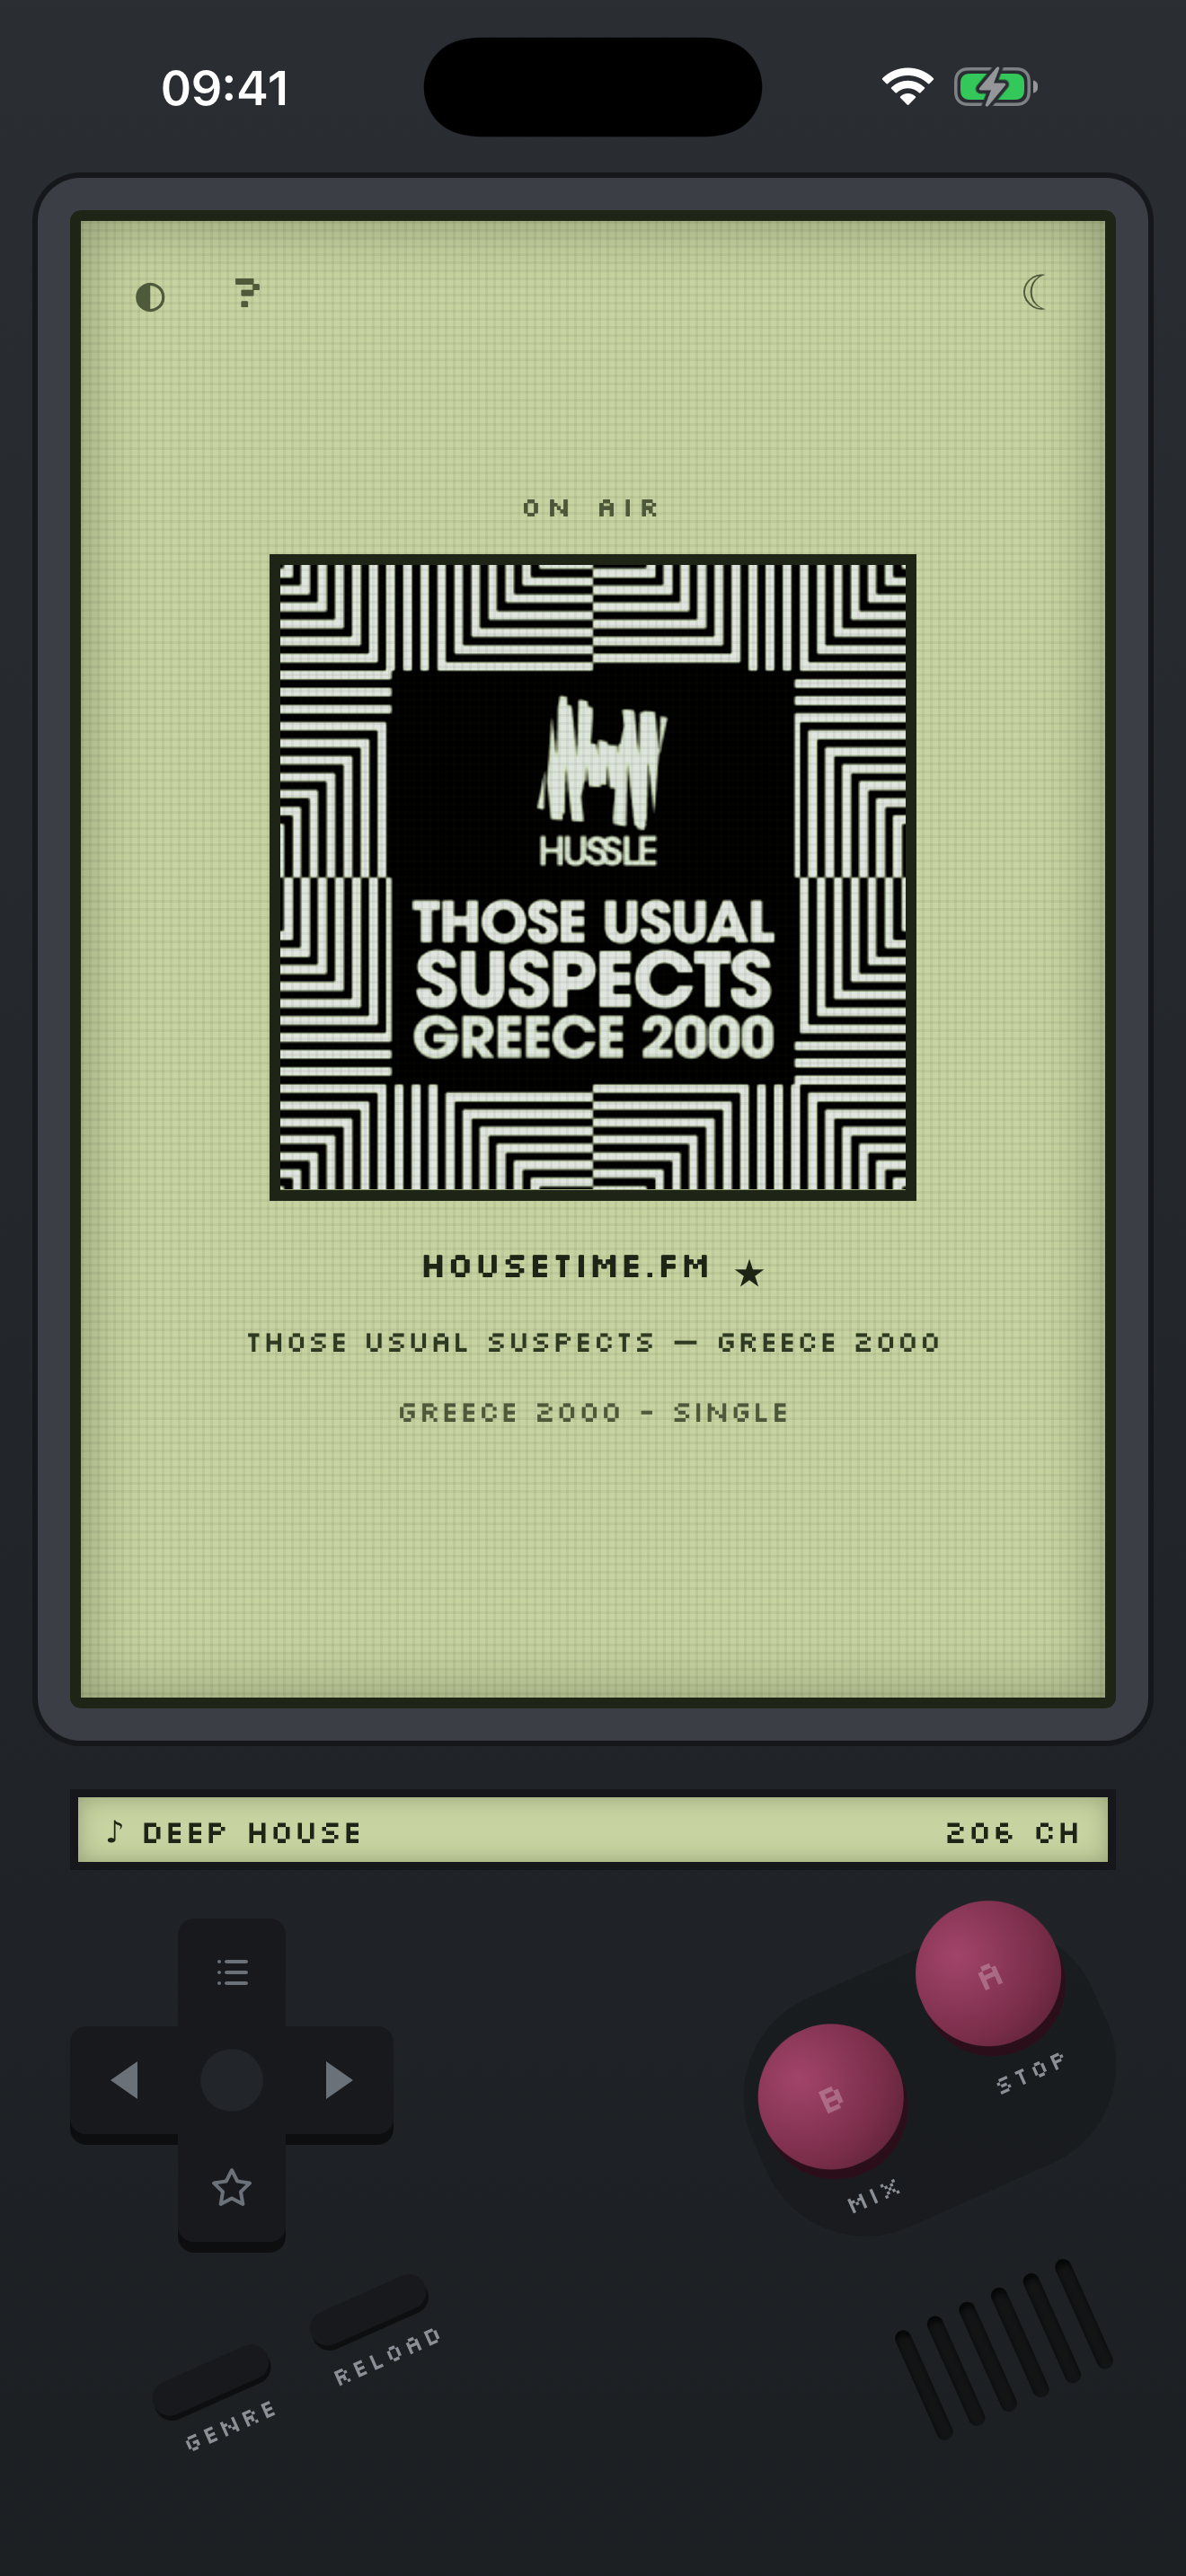 09:41
?
ON AIR
HUSSLE
THOSE USUAL
SUSPECTS
GREECE 2000
HOUSETIME.FM ★
THOSE USUAL SUSPECTS — GREECE 2000
GREECE 2000 - SINGLE
♪ DEEP HOUSE 206 CH
A
B
STOP
MIX
RELOAD
GENRE